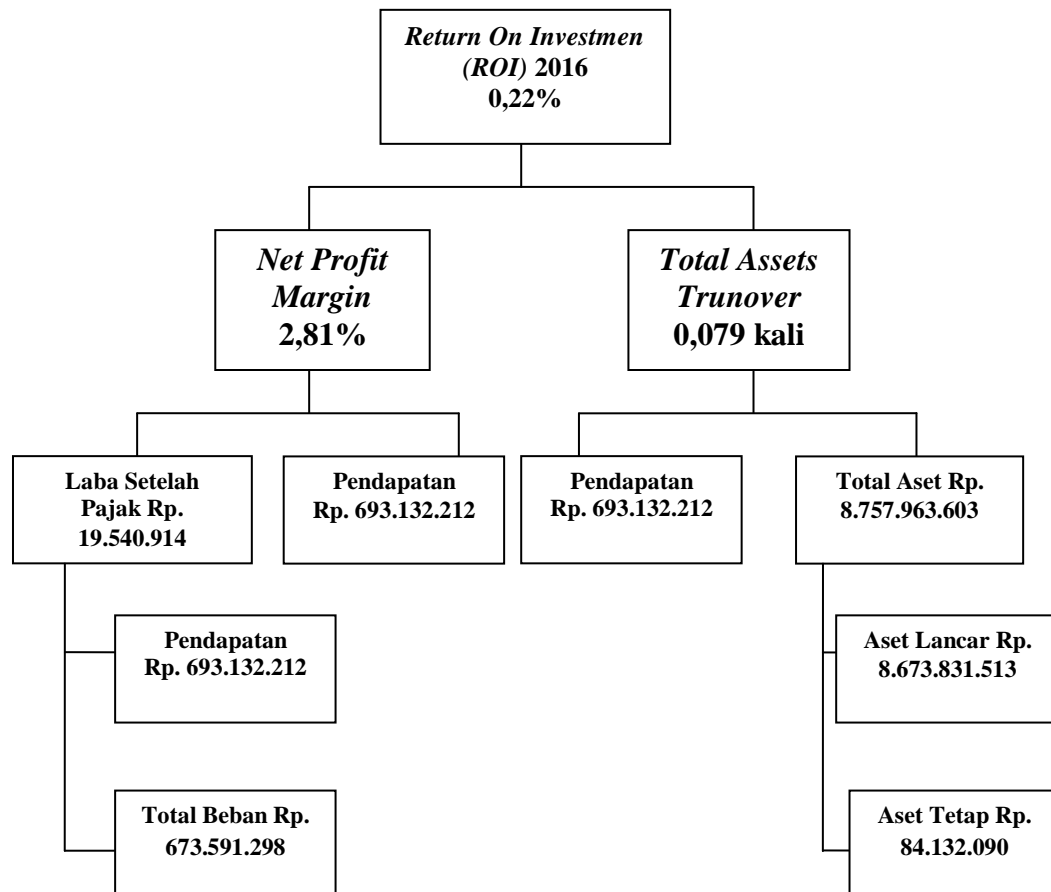 Return On Investmen
(ROI) 2016
0,22%
Net Profit
Margin
2,81%
Total Assets
Trunover
0,079 kali
Laba Setelah
Pajak Rp.
19.540.914
Pendapatan
Rp. 693.132.212
Pendapatan
Rp. 693.132.212
Total Aset Rp.
8.757.963.603
Pendapatan
Rp. 693.132.212
Aset Lancar Rp.
8.673.831.513
Total Beban Rp.
673.591.298
Aset Tetap Rp.
84.132.090